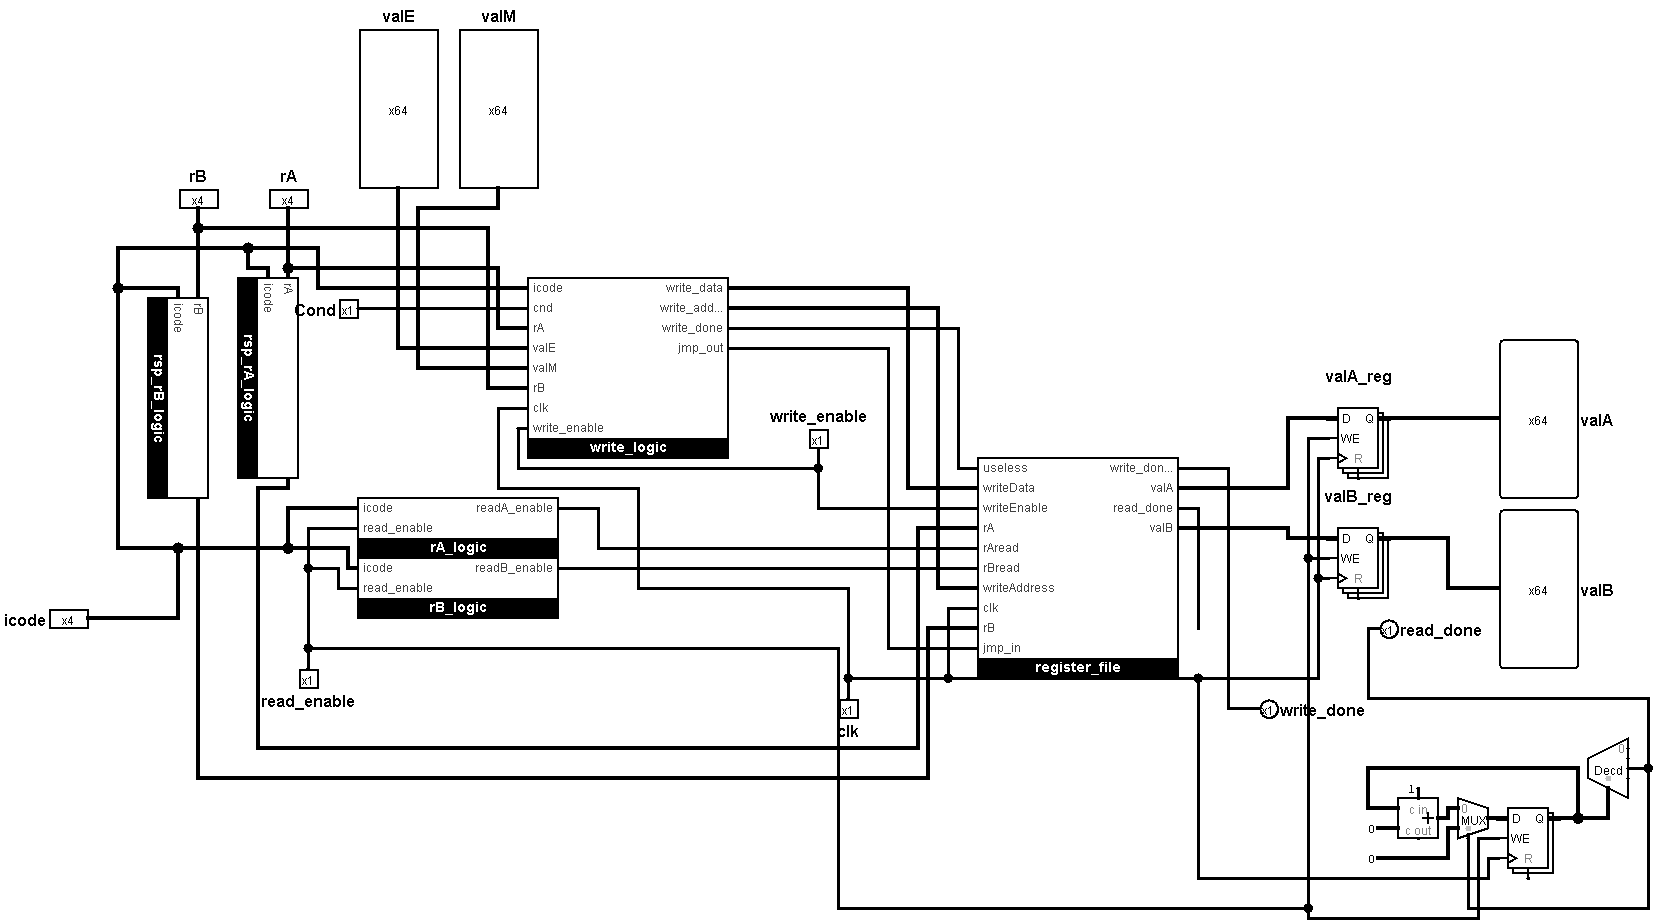 valE
valM
x64
x64
rB
rA
x4
x4
icode
rB
rsp_rB_logic
icode
rA
rsp_rA_logic
Cond
x1
icode
cnd
rA
valE
valM
rB
clk
write_enable
write_data
write_add...
write_done
jmp_out
write_logic
write_enable
x1
icode
read_enable
readA_enable
rA_logic
icode
read_enable
readB_enable
rB_logic
icode
x4
x1
read_enable
useless
writeData
writeEnable
rA
rAread
rBread
writeAddress
clk
rB
jmp_in
write_don...
valA
read_done
valB
register_file
x1
clk
valA_reg
D
Q
WE
R
x64
valA
valB_reg
D
Q
WE
R
x64
valB
x1
read_done
x1
write_done
0
Decd
1
c in
+
c out
0
0
0
MUX
D
Q
WE
R